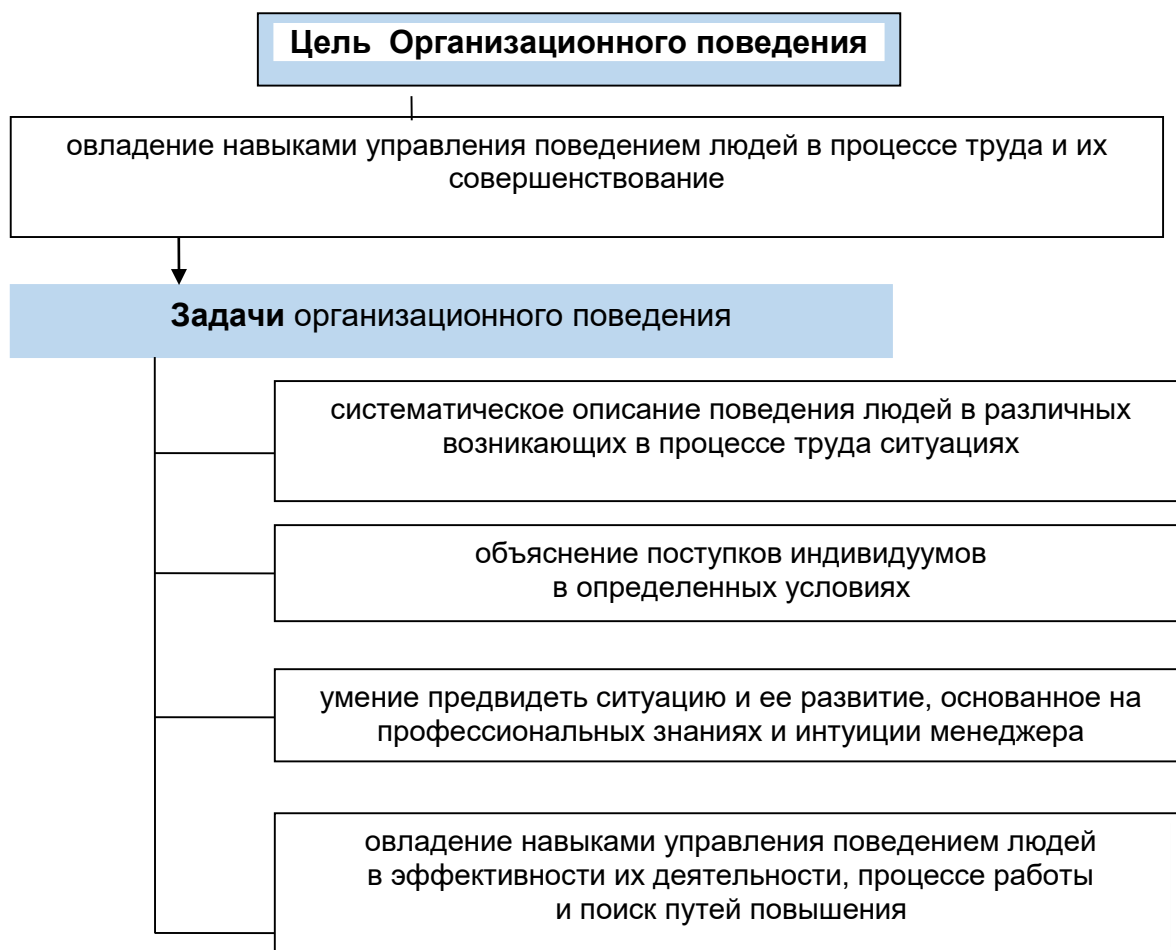 Цель Организационного поведения
овладение навыками управления поведением людей в процессе труда и их
совершенствование
Задачи организационного поведения
систематическое описание поведения людей в различных
возникающих в процессе труда ситуациях
объяснение поступков индивидуумов
в определенных условиях
умение предвидеть ситуацию и ее развитие, основанное на
профессиональных знаниях и интуиции менеджера
овладение навыками управления поведением людей
в эффективности их деятельности, процессе работы
и поиск путей повышения